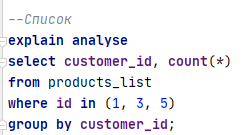 --Список
explain analyse
select customer_id, count(*)
from products_list
where id in (1, 3, 5)
group by customer_id;